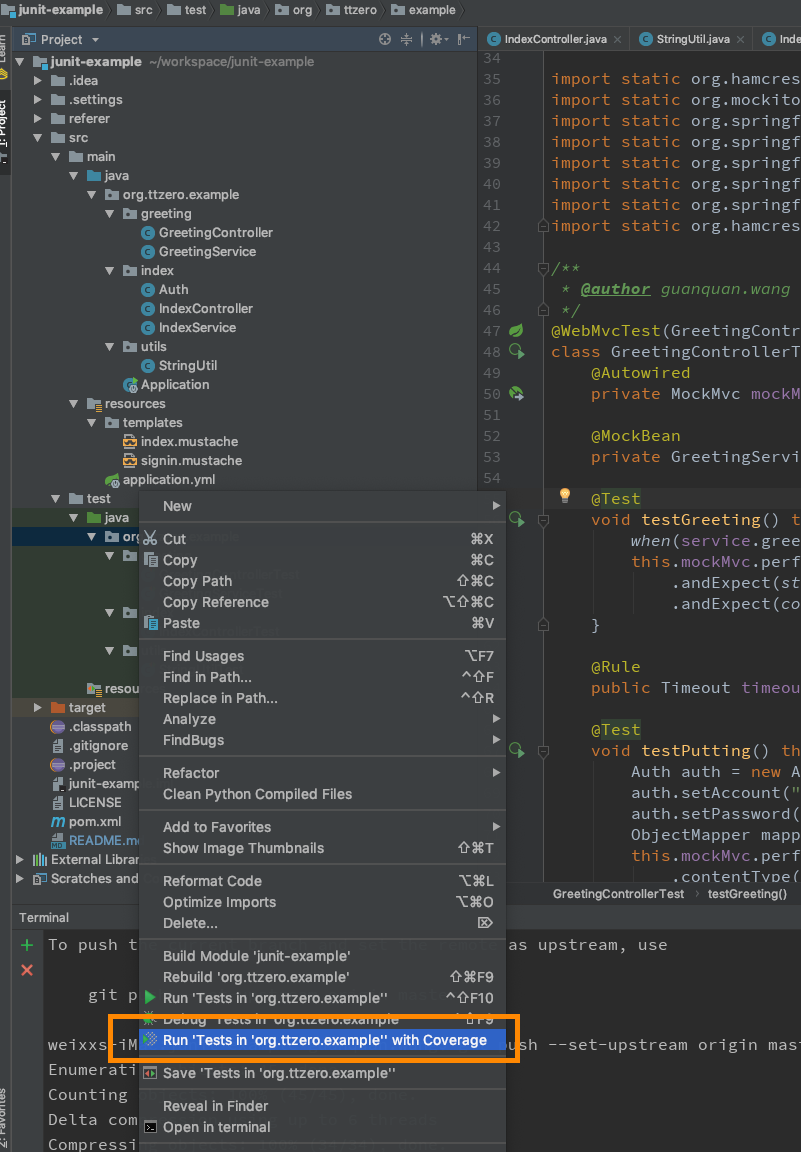 junit-example src test java org ttzero example
Project
IndexController.java StringUtil.java Inde
Learn
1: Project
2: Favorites
junit-example ~/workspace/junit-example
.idea
.settings
referer
src
main
java
org.ttzero.example
greeting
GreetingController
GreetingService
index
Auth
IndexController
IndexService
utils
StringUtil
Application
resources
templates
index.mustache
signin.mustache
application.yml
test
java
org
resou
target
.classpath
.gitignore
.project
junit-examp
LICENSE
pom.xml
README.m
External Librar
Scratches and
34
35 import static org.hamcres
36 import static org.mockito
37 import static org.springf
38 import static org.springf
39 import static org.springf
40 import static org.springf
41 import static org.springf
42 import static org.hamcres
43
44 /**
45 * @author guanquan.wang
46 */
47 @WebMvcTest(GreetingContr
48 class GreetingControllerT
49 @Autowired
50 private MockMvc mockM
51
52 @MockBean
53 private GreetingServi
54
@Test
void testGreeting() t
when(service.gree
this.mockMvc.perf
.andExpect(st
.andExpect(co
}
@Rule
public Timeout timeou
@Test
void testPutting() th
Auth auth = new A
auth.setAccount("
auth.setPassword(
ObjectMapper mapp
this.mockMvc.perf
.contentType(
GreetingControllerTest testGreeting()
New
Cut ⌘X
Copy ⌘C
Copy Path ⇧⌘C
Copy Reference ⌥⇧⌘C
Paste ⌘V
Find Usages ⌥F7
Find in Path... ^⇧F
Replace in Path... ^⇧R
Analyze
FindBugs
Refactor
Clean Python Compiled Files
Add to Favorites
Show Image Thumbnails ⇧⌘T
Reformat Code ⌥⌘L
Optimize Imports ⌥⌘O
Delete... ⌦
Build Module 'junit-example'
Rebuild 'org.ttzero.example' ⇧⌘F9
Run 'Tests in 'org.ttzero.example'' ^⇧F10
Debug 'Tests in 'org.ttzero.example'' ^⇧F9
Run 'Tests in 'org.ttzero.example'' with Coverage
Save 'Tests in 'org.ttzero.example''
Reveal in Finder
Open in terminal
Terminal
To push t as upstream, use
git p
weixxs-iM push --set-upstream origin mas
Enumerati
Counting
Delta com
Compressi